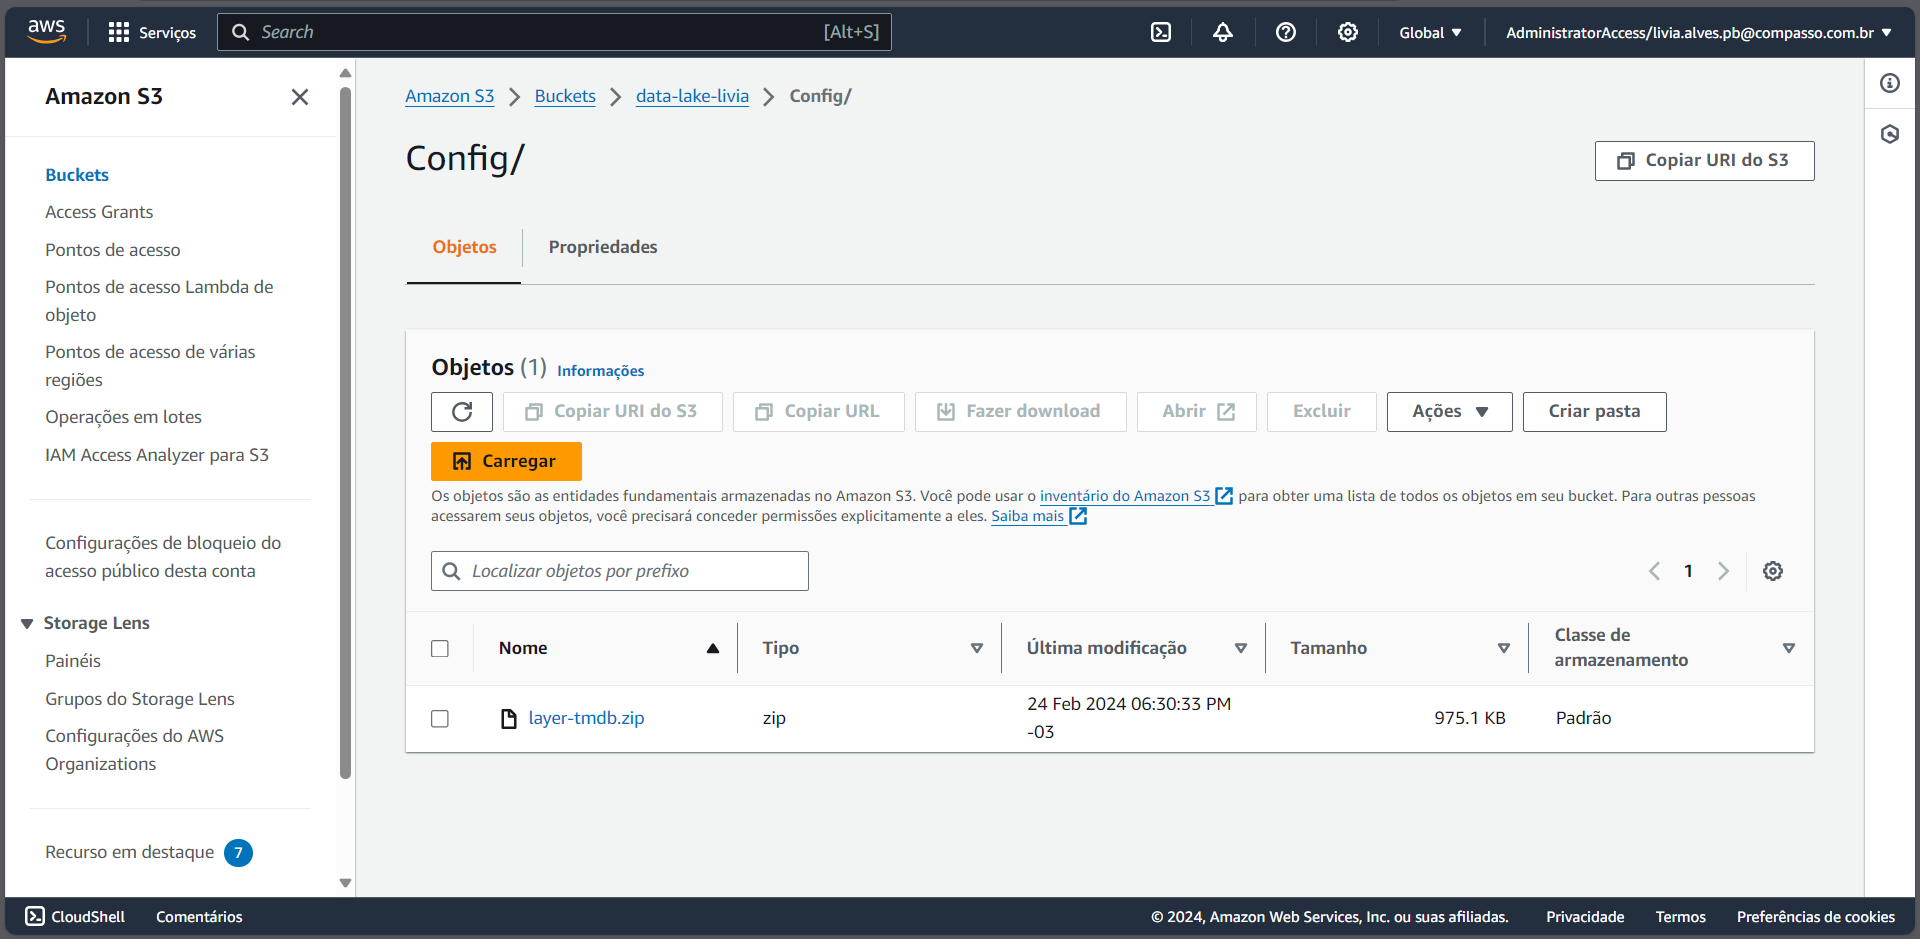 aws
Serviços
Search
[Alt+S]
Global
AdministratorAccess/livia.alves.pb@compasso.com.br
Amazon S3
Buckets
Access Grants
Pontos de acesso
Pontos de acesso Lambda de
objeto
Pontos de acesso de várias
regiões
Operações em lotes
IAM Access Analyzer para S3
Configurações de bloqueio do
acesso público desta conta
Storage Lens
Painéis
Grupos do Storage Lens
Configurações do AWS
Organizations
Recurso em destaque 7
Amazon S3 > Buckets > data-lake-livia > Config/
Config/
Copiar URI do S3
Objetos
Propriedades
Objetos (1) Informações
Copiar URI do S3
Copiar URL
Fazer download
Abrir
Excluir
Ações
Criar pasta
Carregar
Os objetos são as entidades fundamentais armazenadas no Amazon S3. Você pode usar o inventário do Amazon S3 para obter uma lista de todos os objetos em seu bucket. Para outras pessoas
acessarem seus objetos, você precisará conceder permissões explicitamente a eles. Saiba mais
Localizar objetos por prefixo
1
Nome
Tipo
Última modificação
Tamanho
Classe de
armazenamento
layer-tmdb.zip
zip
24 Feb 2024 06:30:33 PM
-03
975.1 KB
Padrão
CloudShell
Comentários
© 2024, Amazon Web Services, Inc. ou suas afiliadas.
Privacidade
Termos
Preferências de cookies